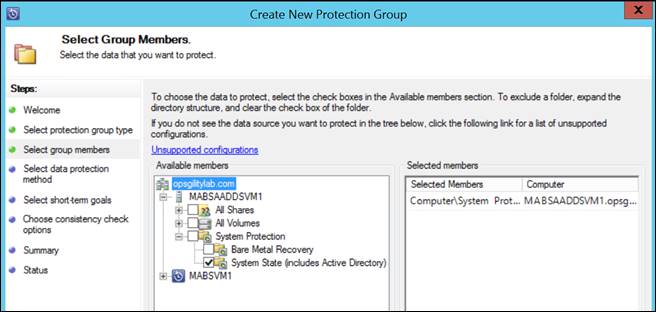 Create New Protection Group
X
Select Group Members.
Select the data that you want to protect.
Steps:
Welcome
Select protection group type
Select group members
Select data protection
method
Select short-term goals
Choose consistency check
options
Summary
Status
To choose the data to protect, select the check boxes in the Available members section. To exclude a folder, expand the
directory structure, and clear the check box of the folder.
If you do not see the data source you want to protect in the tree below, click the following link for a list of unsupported
configurations.
Unsupported configurations
Available members
opsgilitylab.com
MABSAADDSVM1
All Shares
All Volumes
System Protection
Bare Metal Recovery
System State (includes Active Directory)
MABSVM1
Selected members
Selected Members Computer
Computer\System Prot... MABSAADDSVM1.opsg...